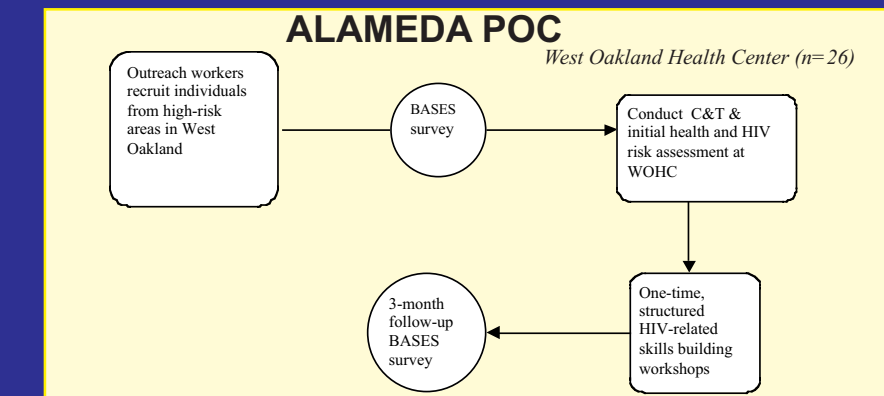 ALAMEDA POC
West Oakland Health Center (n=26)
Outreach workers
recruit individuals
from high-risk
areas in West
Oakland
BASES
survey
Conduct C&T &
initial health and HIV
risk assessment at
WOHC
One-time,
structured
HIV-related
skills building
workshops
3-month
follow-up
BASES
survey